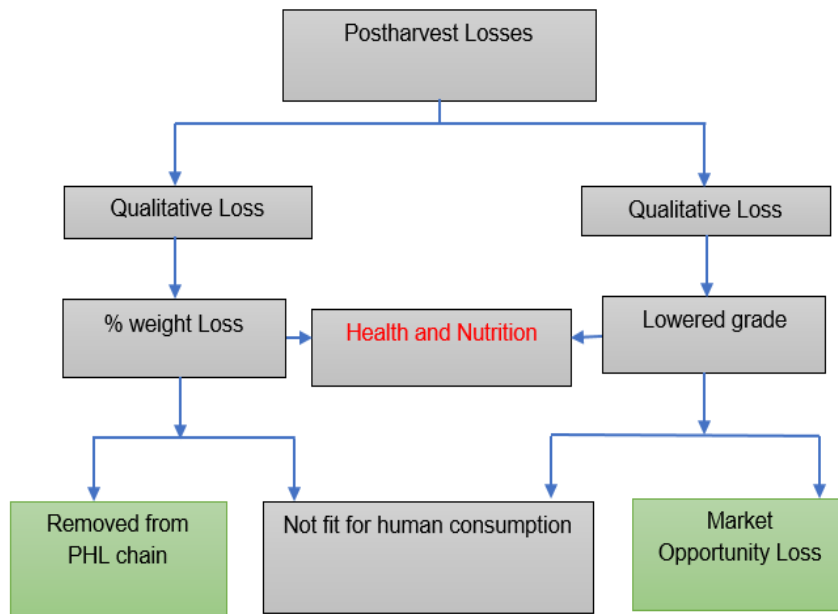 Postharvest Losses
Qualitative Loss
Qualitative Loss
% weight Loss
Health and Nutrition
Lowered grade
Removed from
PHL chain
Not fit for human consumption
Market
Opportunity Loss